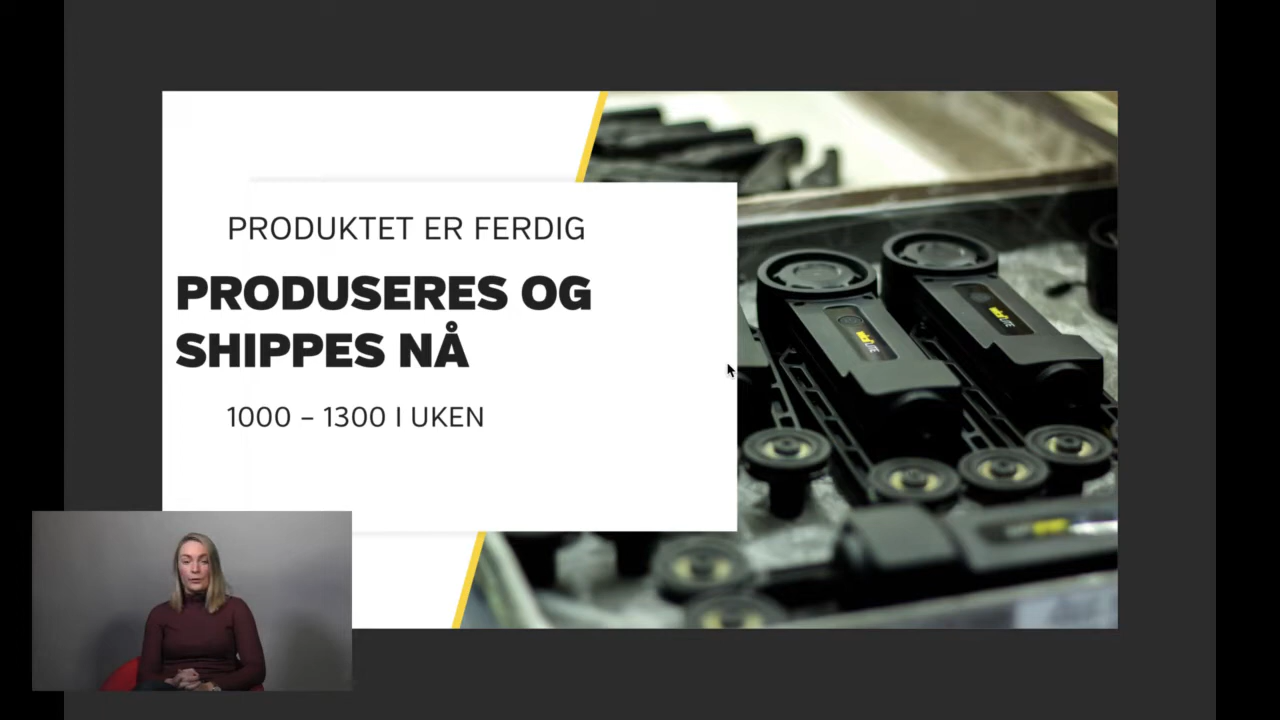 PRODUKTET ER FERDIG
PRODUSERES OG
SHIPPES NÅ
1000 – 1300 I UKEN